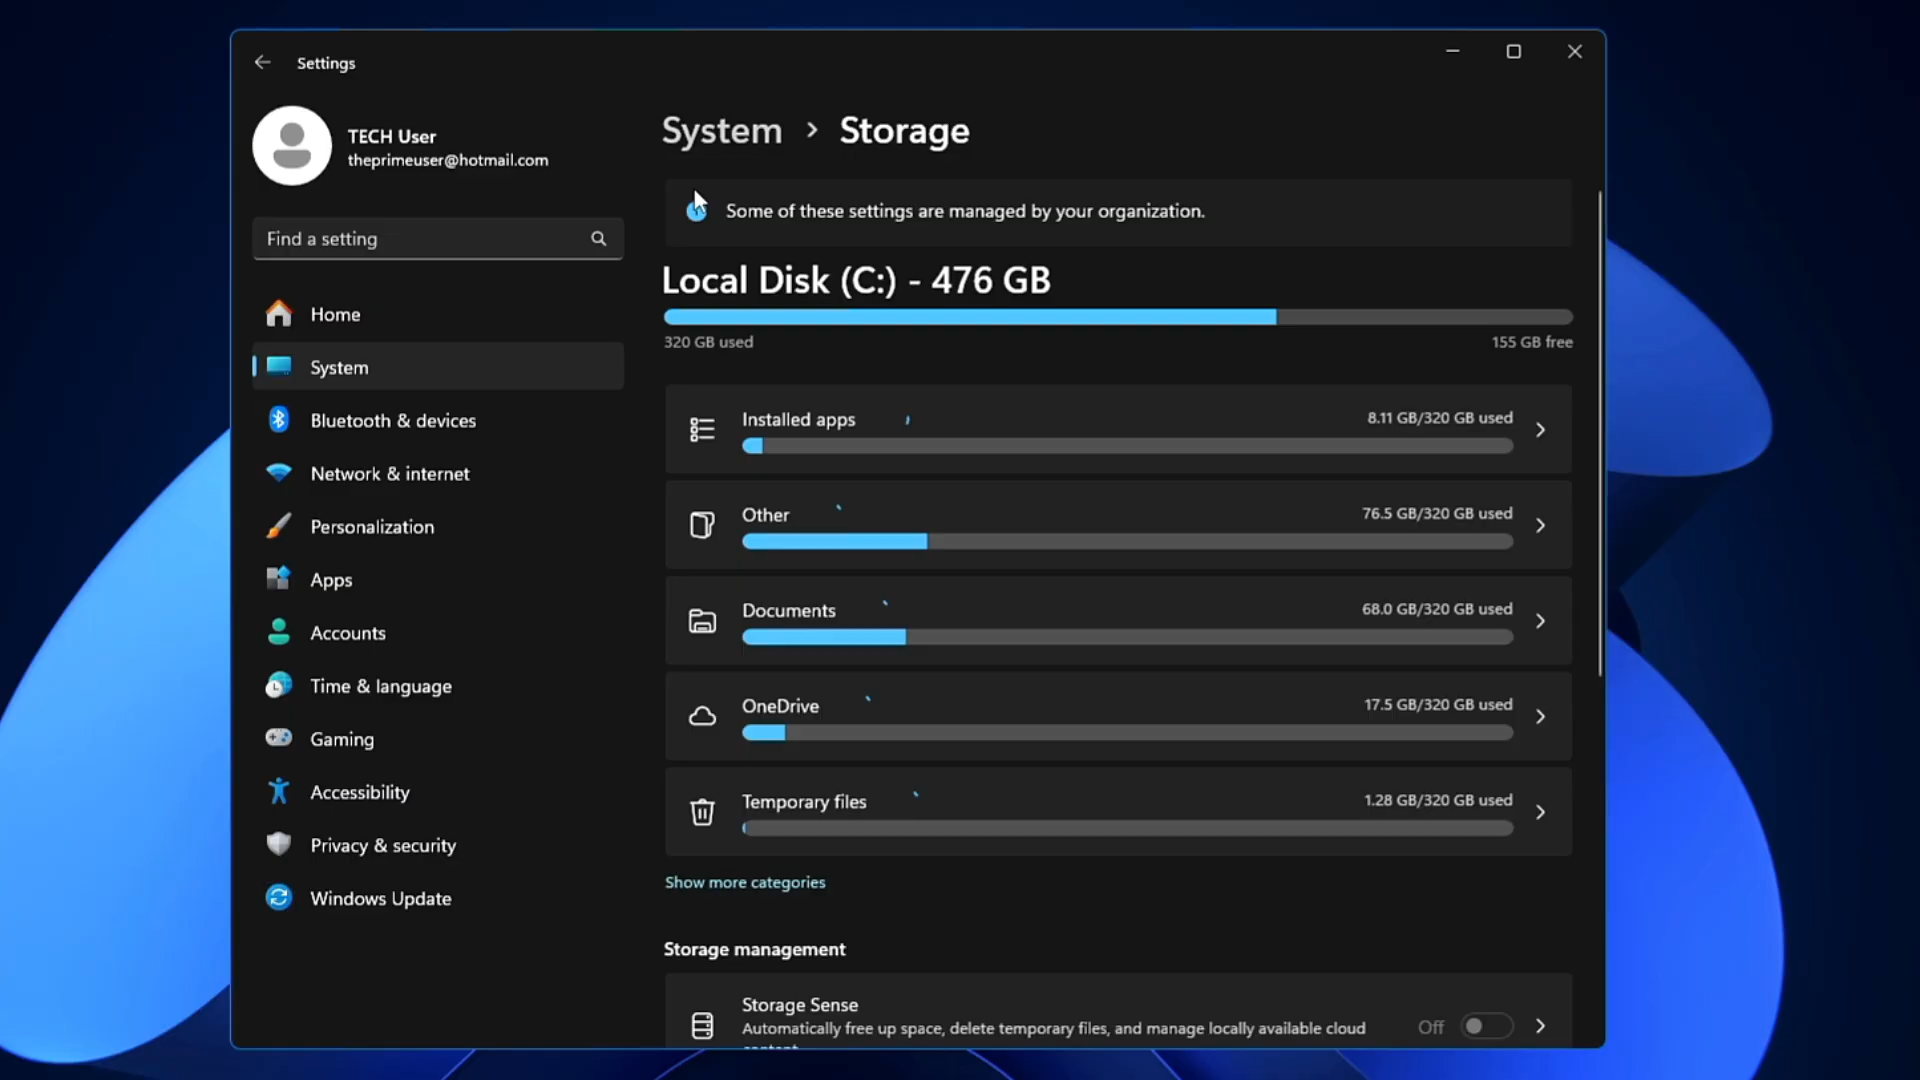 Settings
TECH User
theprimeuser@hotmail.com
Find a setting
Home
System
Bluetooth & devices
Network & internet
Personalization
Apps
Accounts
Time & language
Gaming
Accessibility
Privacy & security
Windows Update
System > Storage
Some of these settings are managed by your organization.
Local Disk (C:) - 476 GB
320 GB used 155 GB free
Installed apps 8.11 GB/320 GB used
Other 76.5 GB/320 GB used
Documents 68.0 GB/320 GB used
OneDrive 17.5 GB/320 GB used
Temporary files 1.28 GB/320 GB used
Show more categories
Storage management
Storage Sense
Automatically free up space, delete temporary files, and manage locally available cloud
Off